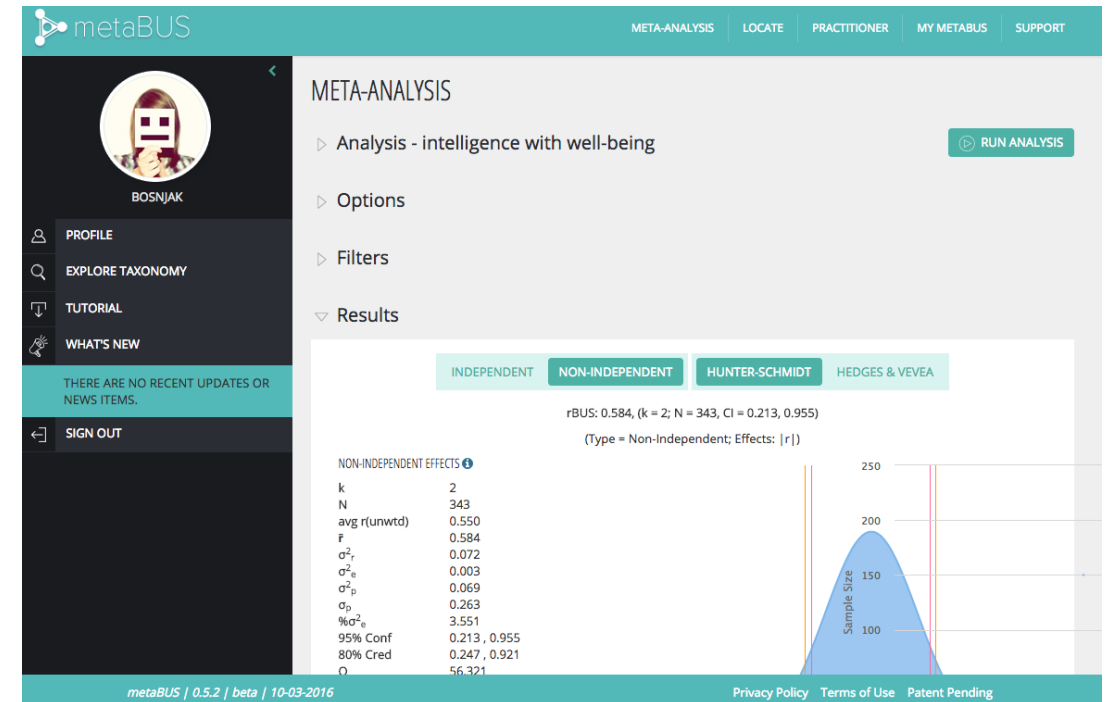 metaBUS
META-ANALYSIS LOCATE PRACTITIONER MY METABUS SUPPORT
BOSNJAK
PROFILE
EXPLORE TAXONOMY
TUTORIAL
WHAT'S NEW
THERE ARE NO RECENT UPDATES OR
NEWS ITEMS.
SIGN OUT
META-ANALYSIS
Analysis - intelligence with well-being
RUN ANALYSIS
Options
Filters
Results
INDEPENDENT NON-INDEPENDENT HUNTER-SCHMIDT HEDGES & VEVEA
rBUS: 0.584, (k = 2; N = 343, CI = 0.213, 0.955)
(Type = Non-Independent; Effects: |r|)
NON-INDEPENDENT EFFECTS
k 2
N 343
avg r(unwtd) 0.550
r̄ 0.584
σ²ᵣ 0.072
σ²ₑ 0.003
σ²ₚ 0.069
σₚ 0.263
%σ²ₑ 3.551
95% Conf 0.213 , 0.955
80% Cred 0.247 , 0.921
Q 56.321
Sample Size
250
200
150
100
metaBUS | 0.5.2 | beta | 10-03-2016
Privacy Policy Terms of Use Patent Pending